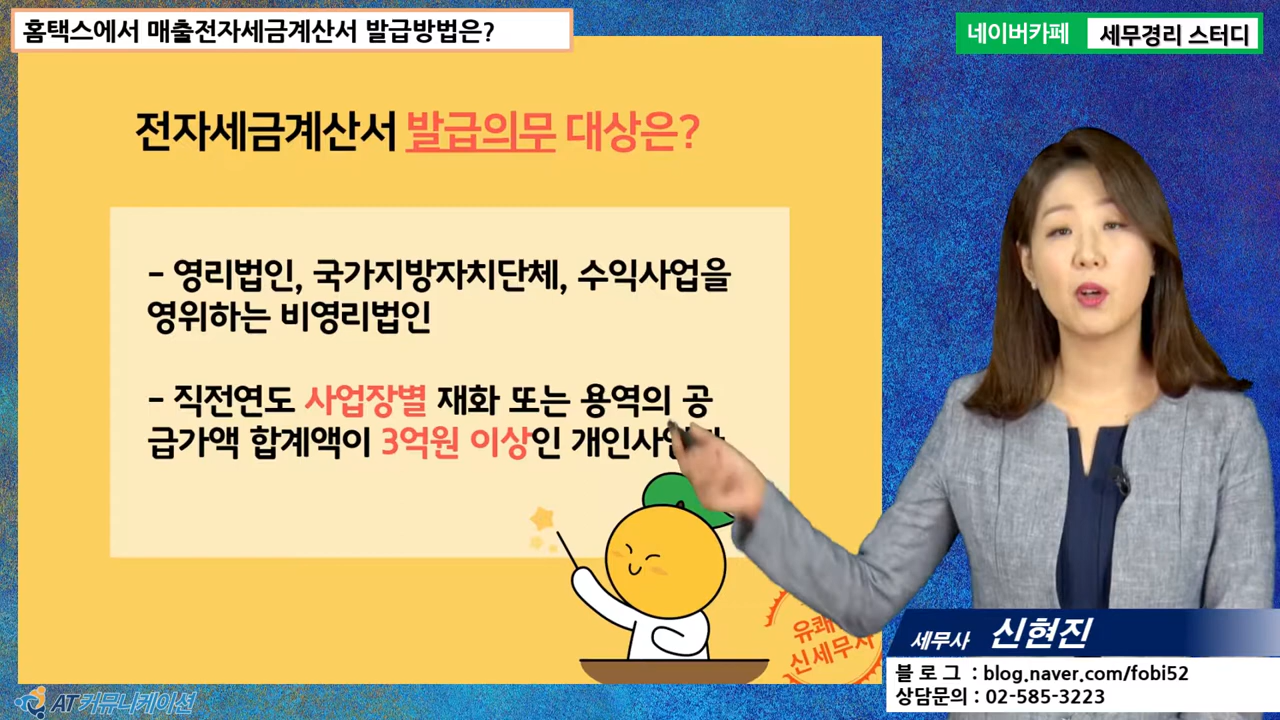 홈택스에서 매출전자세금계산서 발급방법은?
네이버카페 세무경리 스터디
전자세금계산서 발급의무 대상은?
- 영리법인, 국가지방자치단체, 수익사업을
영위하는 비영리법인
- 직전연도 사업장별 재화 또는 용역의 공
급가액 합계액이 3억원 이상인
유쾌
신세무사
세무사 신현진
블로그 : blog.naver.com/fobi52
상담문의 : 02-585-3223
AT커뮤니케이션